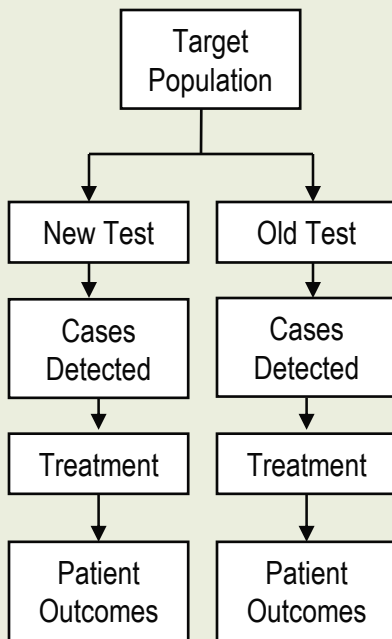 Target
Population
New Test
Old Test
Cases
Detected
Cases
Detected
Treatment
Treatment
Patient
Outcomes
Patient
Outcomes